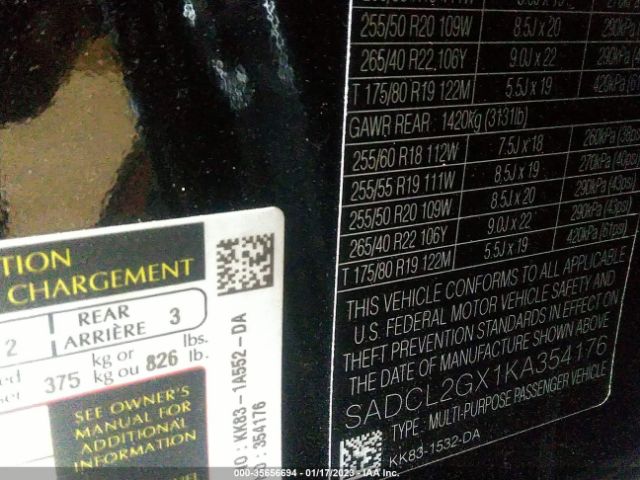 TION
CHARGEMENT
2 REAR ARRIÈRE 3
375 kg or kg ou 826 lbs. lb.
SEE OWNER'S
MANUAL FOR
ADDITIONAL
INFORMATION
KK83-1A552-DA
354176
255/50 R20 109W 8.5J x 20
265/40 R22 106Y 9.0J x 22
T 175/80 R19 122M 5.5J x 19
GAWR REAR: 1420Kg (3131lb)
255/60 R18 112W 7.5J x 18 260kPa
255/55 R19 111W 8.5J x 19 270kPa
255/50 R20 109W 8.5J x 20 290kPa (43psi)
265/40 R22 106Y 9.0J x 22 290kPa (43psi)
T 175/80 R19 122M 5.5J x 19 420kPa (61psi)
THIS VEHICLE CONFORMS TO ALL APPLICABLE
U.S. FEDERAL MOTOR VEHICLE SAFETY AND
THEFT PREVENTION STANDARDS IN EFFECT ON
THE DATE OF MANUFACTURE SHOWN ABOVE
SADCL2GX1KA354176
TYPE: MULTI-PURPOSE PASSENGER VEHICLE
KK83-1532-DA
000-35656694 - 01/17/2023 - IAA Inc.